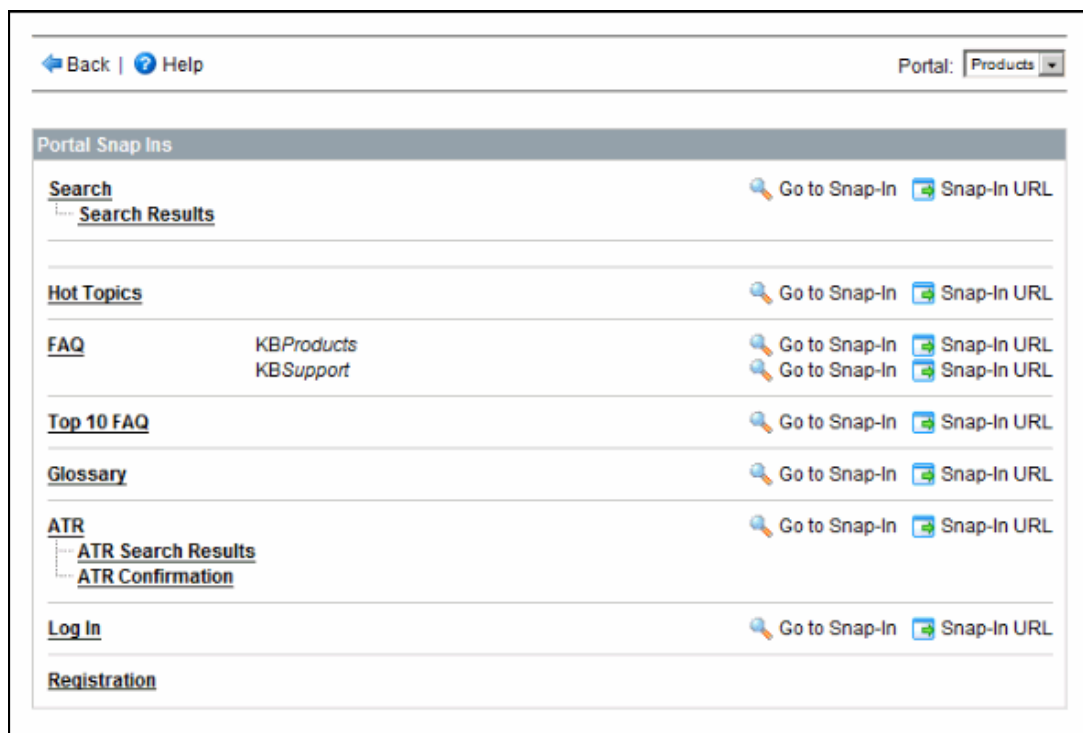 Back | Help Portal: Products
Portal Snap Ins
Search Go to Snap-In Snap-In URL
Search Results
Hot Topics Go to Snap-In Snap-In URL
FAQ KBProducts Go to Snap-In Snap-In URL
KBSupport Go to Snap-In Snap-In URL
Top 10 FAQ Go to Snap-In Snap-In URL
Glossary Go to Snap-In Snap-In URL
ATR Go to Snap-In Snap-In URL
ATR Search Results
ATR Confirmation
Log In Go to Snap-In Snap-In URL
Registration